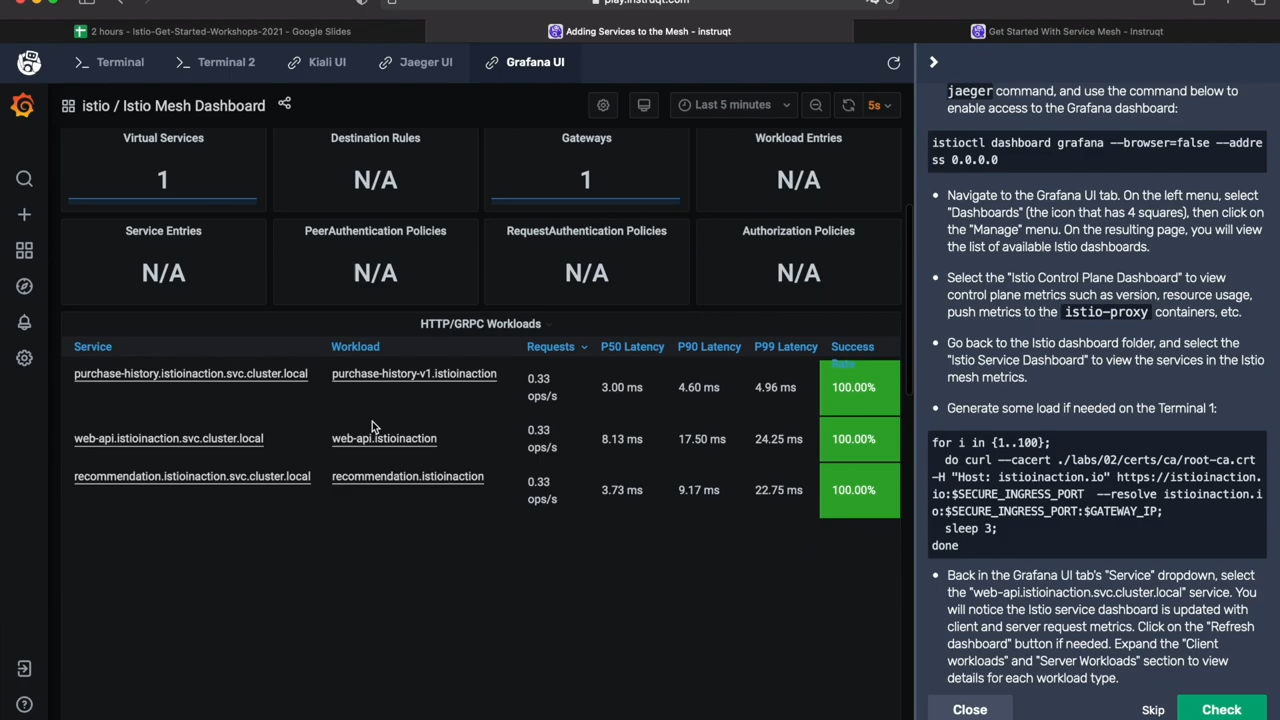 play.instruqt.com
2 hours - Istio-Get-Started-Workshops-2021 - Google Slides
Adding Services to the Mesh - instruqt
Get Started With Service Mesh - Instruqt
Terminal
Terminal 2
Kiali UI
Jaeger UI
Grafana UI
istio / Istio Mesh Dashboard
Last 5 minutes
5s
Virtual Services
Destination Rules
Gateways
Workload Entries
1
N/A
1
N/A
Service Entries
PeerAuthentication Policies
RequestAuthentication Policies
Authorization Policies
N/A
N/A
N/A
N/A
HTTP/GRPC Workloads
Service Workload Requests P50 Latency P90 Latency P99 Latency Success Rate
purchase-history.istioinaction.svc.cluster.local purchase-history-v1.istioinaction 0.33 ops/s 3.00 ms 4.60 ms 4.96 ms 100.00%
web-api.istioinaction.svc.cluster.local web-api.istioinaction 0.33 ops/s 8.13 ms 17.50 ms 24.25 ms 100.00%
recommendation.istioinaction.svc.cluster.local recommendation.istioinaction 0.33 ops/s 3.73 ms 9.17 ms 22.75 ms 100.00%
jaeger command, and use the command below to
enable access to the Grafana dashboard:
istioctl dashboard grafana --browser=false --addre
ss 0.0.0.0
Navigate to the Grafana UI tab. On the left menu, select
"Dashboards" (the icon that has 4 squares), then click on
the "Manage" menu. On the resulting page, you will view
the list of available Istio dashboards.
Select the "Istio Control Plane Dashboard" to view
control plane metrics such as version, resource usage,
push metrics to the istio-proxy containers, etc.
Go back to the Istio dashboard folder, and select the
"Istio Service Dashboard" to view the services in the Istio
mesh metrics.
Generate some load if needed on the Terminal 1:
for i in {1..100};
do curl --cacert ./labs/02/certs/ca/root-ca.crt
-H "Host: istioinaction.io" https://istioinaction.
io:$SECURE_INGRESS_PORT --resolve istioinaction.i
o:$SECURE_INGRESS_PORT:$GATEWAY_IP;
sleep 3;
done
Back in the Grafana UI tab's "Service" dropdown, select
the "web-api.istioinaction.svc.cluster.local" service. You
will notice the Istio service dashboard is updated with
client and server request metrics. Click on the "Refresh
dashboard" button if needed. Expand the "Client
workloads" and "Server Workloads" section to view
details for each workload type.
Close
Skip
Check